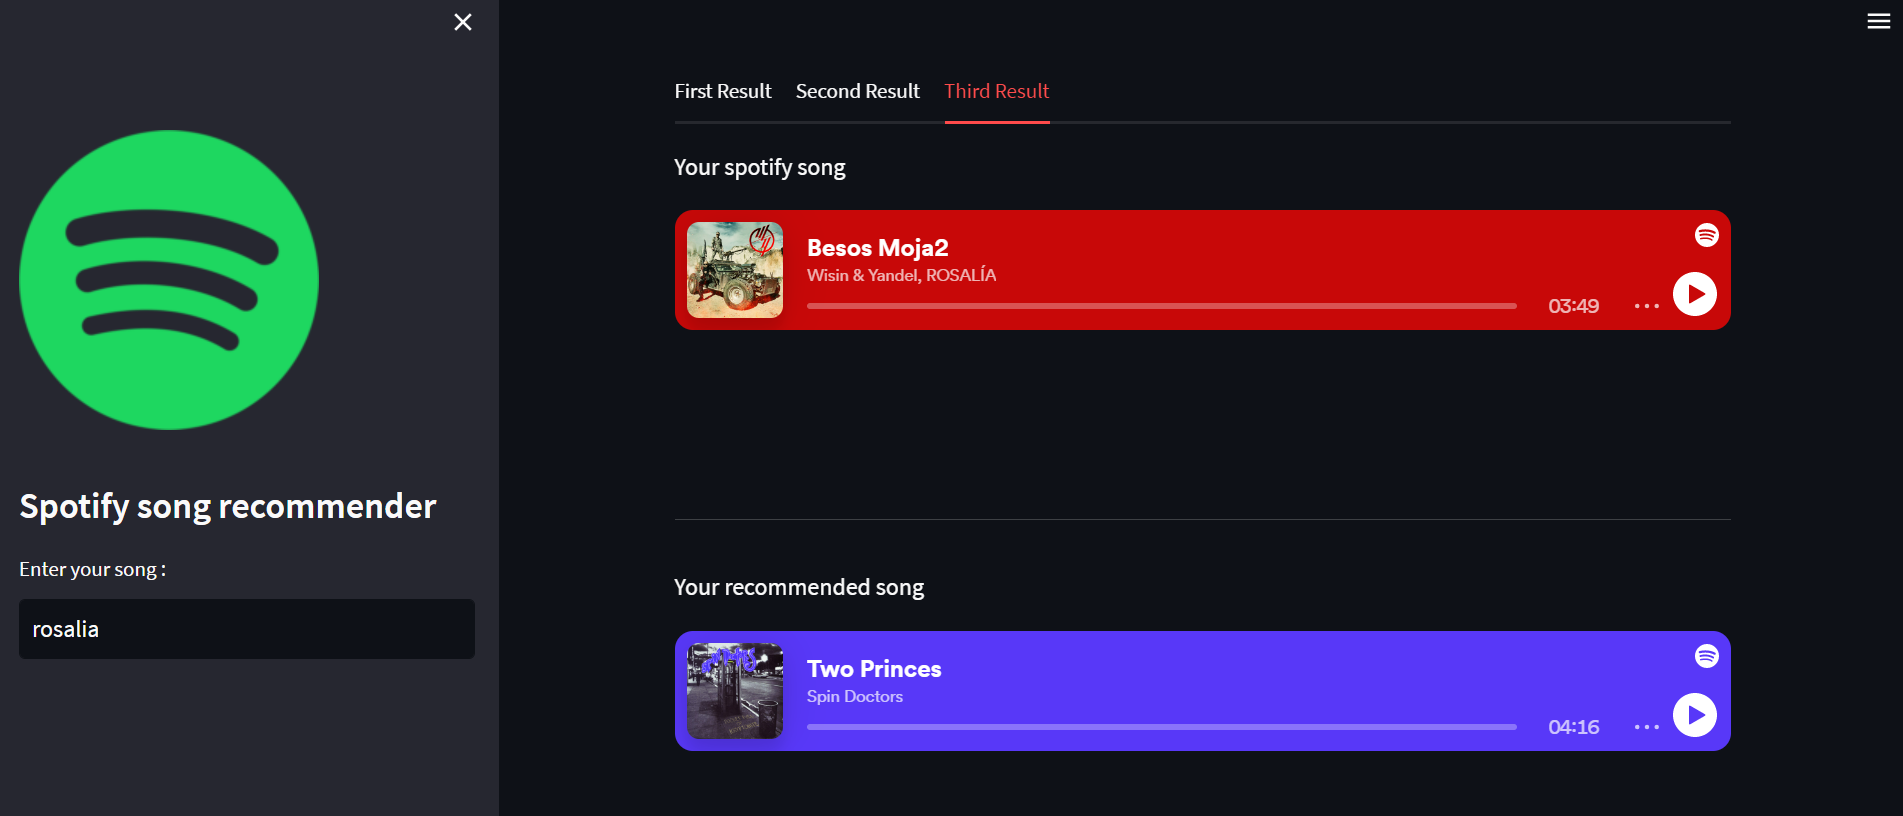 Spotify song recommender
Enter your song :
rosalia
First Result Second Result Third Result
Your spotify song
Besos Moja2
Wisin & Yandel, ROSALÍA
03:49
Your recommended song
Two Princes
Spin Doctors
04:16